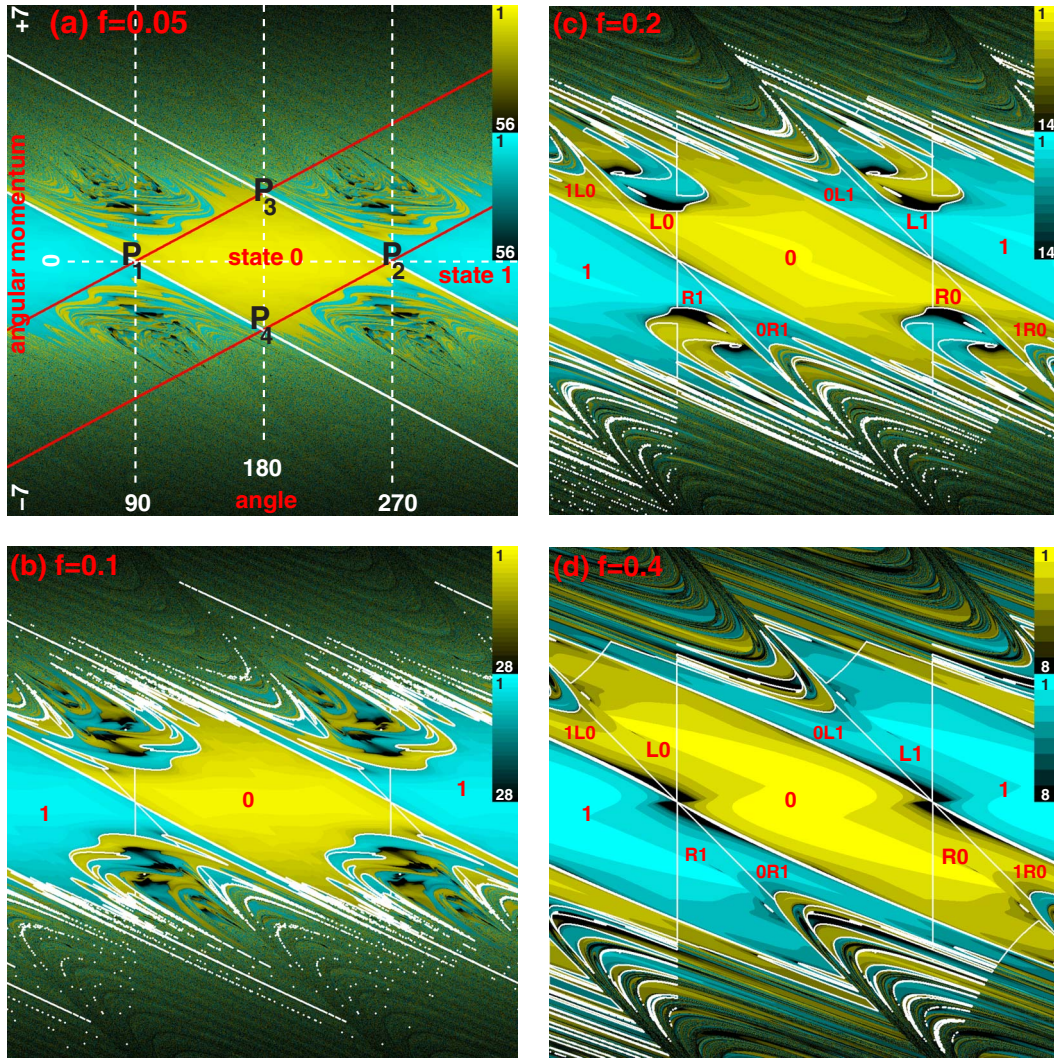 (a) f=0.05
+7
1
56
1
56
angular momentum
0
−7
P3
P1
P2
P4
state 0
state 1
180
90
angle
270
(b) f=0.1
1
28
1
28
1
0
1
(c) f=0.2
1
14
1
14
1L0
0L1
L0
L1
1
0
1
R1
R0
0R1
1R0
(d) f=0.4
1
8
1
8
1L0
0L1
L0
L1
1
0
1
R1
R0
0R1
1R0